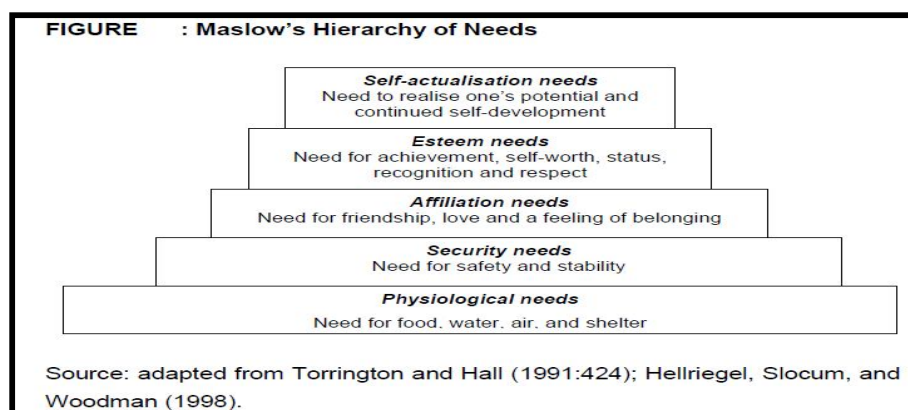 FIGURE : Maslow's Hierarchy of Needs
Self-actualisation needs
Need to realise one's potential and
continued self-development
Esteem needs
Need for achievement, self-worth, status,
recognition and respect
Affiliation needs
Need for friendship, love and a feeling of belonging
Security needs
Need for safety and stability
Physiological needs
Need for food, water, air, and shelter
Source: adapted from Torrington and Hall (1991:424); Hellriegel, Slocum, and
Woodman (1998).